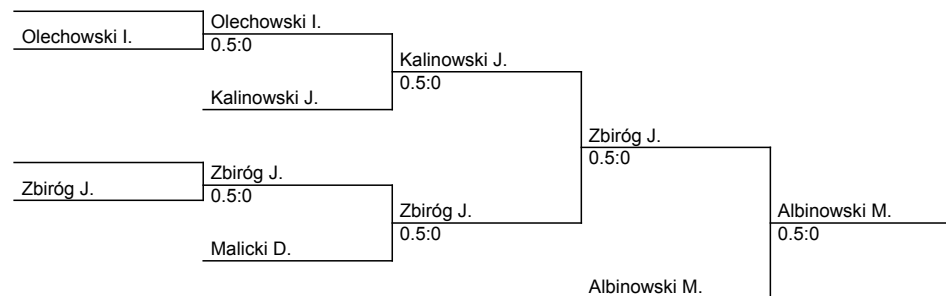 Olechowski I.
Zbiróg J.
Olechowski I.
0.5:0
Kalinowski J.
Zbiróg J.
0.5:0
Malicki D.
Kalinowski J.
0.5:0
Zbiróg J.
0.5:0
Zbiróg J.
0.5:0
Albinowski M.
Albinowski M.
0.5:0